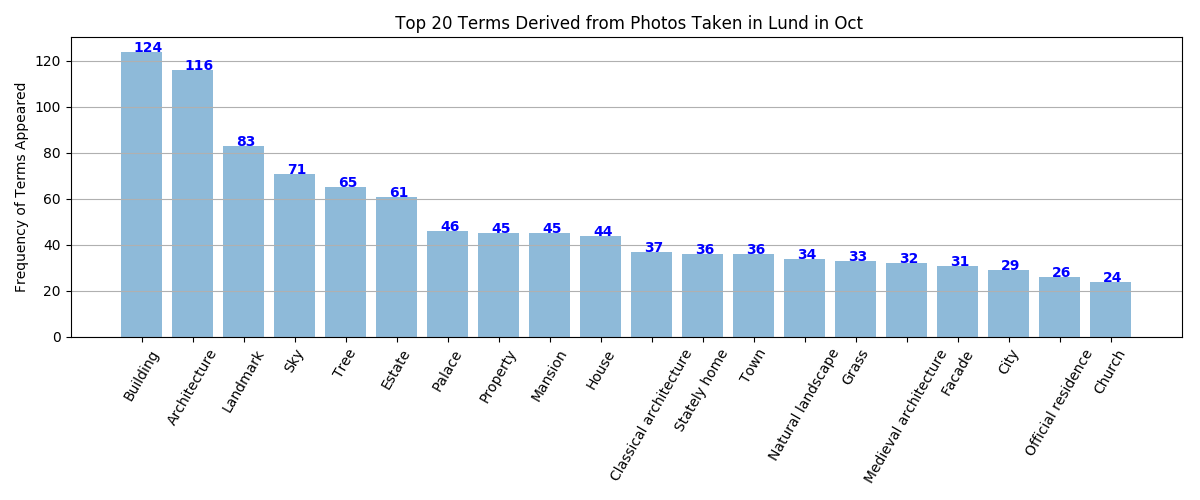 Top 20 Terms Derived from Photos Taken in Lund in Oct
Frequency of Terms Appeared
120
100
80
60
40
20
0
124
116
83
71
65
61
46
45
45
44
37
36
36
34
33
32
31
29
26
24
Building
Architecture
Landmark
Sky
Tree
Estate
Palace
Property
Mansion
House
Classical architecture
Stately home
Town
Natural landscape
Grass
Medieval architecture
Facade
City
Official residence
Church